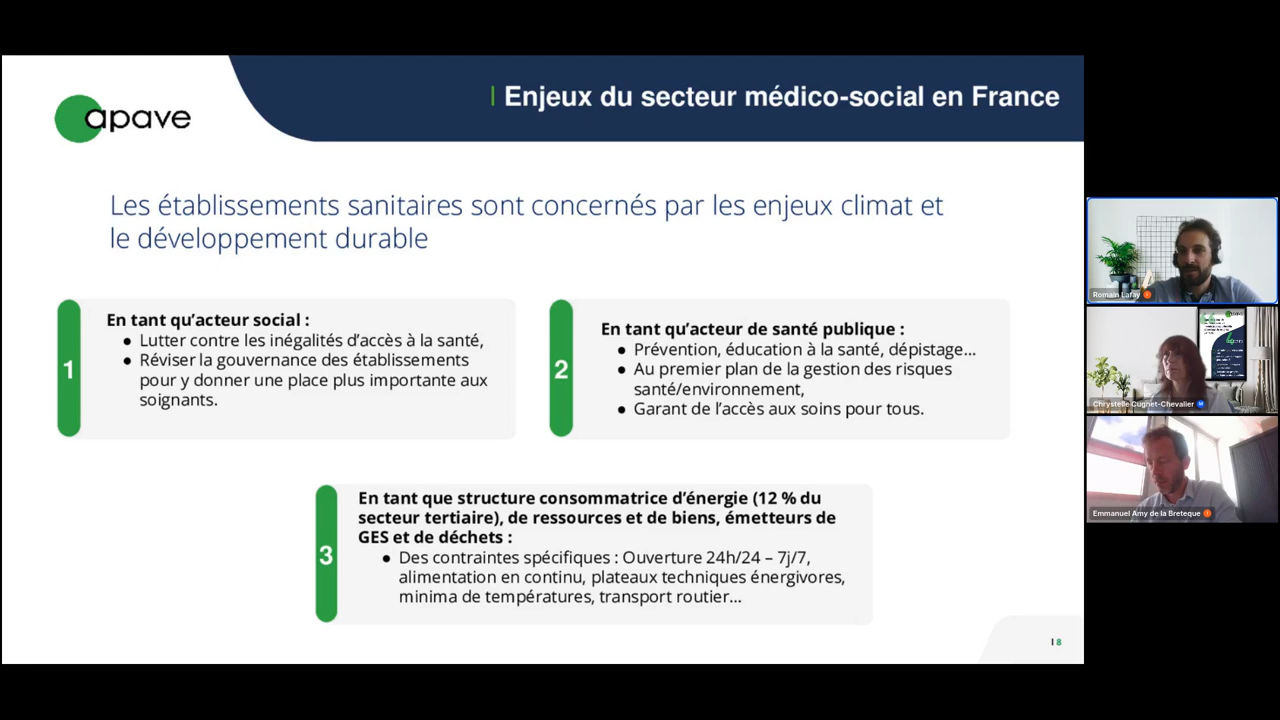 apave
| Enjeux du secteur médico-social en France
Les établissements sanitaires sont concernés par les enjeux climat et
le développement durable
1
En tant qu’acteur social :
● Lutter contre les inégalités d’accès à la santé,
● Réviser la gouvernance des établissements
pour y donner une place plus importante aux
soignants.
2
En tant qu’acteur de santé publique :
● Prévention, éducation à la santé, dépistage…
● Au premier plan de la gestion des risques
santé/environnement,
● Garant de l’accès aux soins pour tous.
3
En tant que structure consommatrice d’énergie (12 % du
secteur tertiaire), de ressources et de biens, émetteurs de
GES et de déchets :
● Des contraintes spécifiques : Ouverture 24h/24 – 7j/7,
alimentation en continu, plateaux techniques énergivores,
minima de températures, transport routier…
| 8
Romain Lafay
apave
Chrystelle Cugnet-Chevalier M
Emmanuel Amy de la Breteque